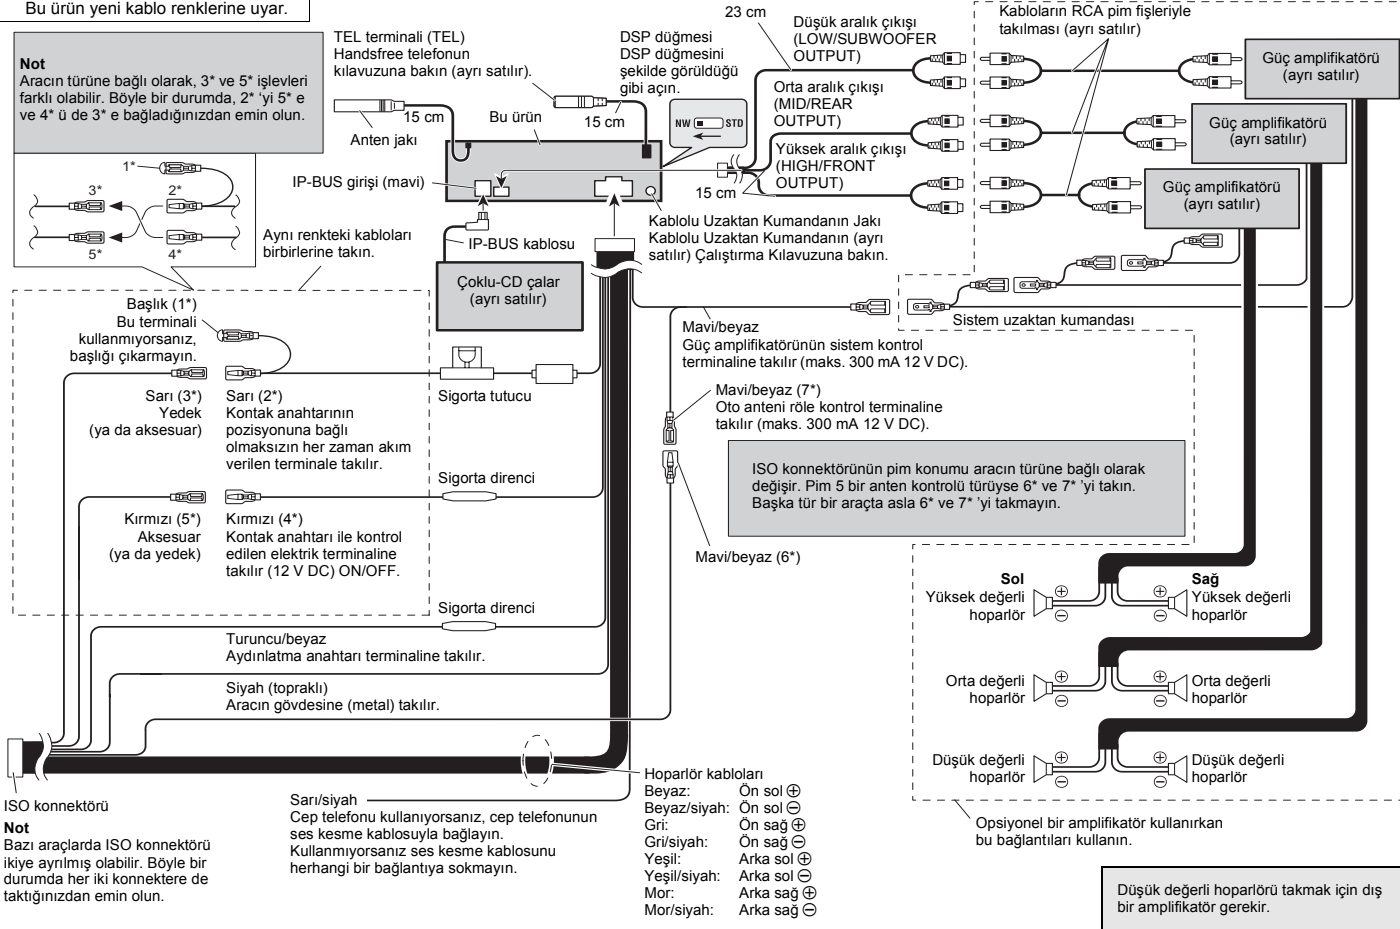 Bu ürün yeni kablo renklerine uyar.
Not
Aracın türüne bağlı olarak, 3* ve 5* işlevleri
farklı olabilir. Böyle bir durumda, 2* ‘yi 5* e
ve 4* ü de 3* e bağladığınızdan emin olun.
1*
3*
2*
5*
4*
Aynı renkteki kabloları
birbirlerine takın.
TEL terminali (TEL)
Handsfree telefonun
kılavuzuna bakın (ayrı satılır).
15 cm
Anten jakı
Bu ürün
15 cm
DSP düğmesi
DSP düğmesini
şekilde görüldüğü
gibi açın.
NW
STD
IP-BUS girişi (mavi)
IP-BUS kablosu
Çoklu-CD çalar
(ayrı satılır)
23 cm
Düşük aralık çıkışı
(LOW/SUBWOOFER
OUTPUT)
Orta aralık çıkışı
(MID/REAR
OUTPUT)
Yüksek aralık çıkışı
(HIGH/FRONT
OUTPUT)
15 cm
Kabloların RCA pim fişleriyle
takılması (ayrı satılır)
Güç amplifikatörü
(ayrı satılır)
Güç amplifikatörü
(ayrı satılır)
Güç amplifikatörü
(ayrı satılır)
Kablolu Uzaktan Kumandanın Jakı
Kablolu Uzaktan Kumandanın (ayrı
satılır) Çalıştırma Kılavuzuna bakın.
Sistem uzaktan kumandası
Mavi/beyaz
Güç amplifikatörünün sistem kontrol
terminaline takılır (maks. 300 mA 12 V DC).
Mavi/beyaz (7*)
Oto anteni röle kontrol terminaline
takılır (maks. 300 mA 12 V DC).
ISO konnektörünün pim konumu aracın türüne bağlı olarak
değişir. Pim 5 bir anten kontrolü türüyse 6* ve 7* ’yi takın.
Başka tür bir araçta asla 6* ve 7* ’yi takmayın.
Mavi/beyaz (6*)
Başlık (1*)
Bu terminali
kullanmıyorsanız,
başlığı çıkarmayın.
Sarı (3*)
Yedek
(ya da aksesuar)
Sarı (2*)
Kontak anahtarının
pozisyonuna bağlı
olmaksızın her zaman akım
verilen terminale takılır.
Sigorta tutucu
Sigorta direnci
Kırmızı (5*)
Aksesuar
(ya da yedek)
Kırmızı (4*)
Kontak anahtarı ile kontrol
edilen elektrik terminaline
takılır (12 V DC) ON/OFF.
Sigorta direnci
Turuncu/beyaz
Aydınlatma anahtarı terminaline takılır.
Siyah (topraklı)
Aracın gövdesine (metal) takılır.
ISO konnektörü
Not
Bazı araçlarda ISO konnektörü
ikiye ayrılmış olabilir. Böyle bir
durumda her iki konnektere de
taktığınızdan emin olun.
Sarı/siyah
Cep telefonu kullanıyorsanız, cep telefonunun
ses kesme kablosuyla bağlayın.
Kullanmıyorsanız ses kesme kablosunu
herhangi bir bağlantıya sokmayın.
Hoparlör kabloları
Beyaz: Ön sol ⊕
Beyaz/siyah: Ön sol ⊖
Gri: Ön sağ ⊕
Gri/siyah: Ön sağ ⊖
Yeşil: Arka sol ⊕
Yeşil/siyah: Arka sol ⊖
Mor: Arka sağ ⊕
Mor/siyah: Arka sağ ⊖
Sol
Yüksek değerli
hoparlör
⊕
⊖
⊕
⊖
Sağ
Yüksek değerli
hoparlör
Orta değerli
hoparlör
⊕
⊖
⊕
⊖
Orta değerli
hoparlör
Düşük değerli
hoparlör
⊕
⊖
⊕
⊖
Düşük değerli
hoparlör
Opsiyonel bir amplifikatör kullanırkan
bu bağlantıları kullanın.
Düşük değerli hoparlörü takmak için dış
bir amplifikatör gerekir.